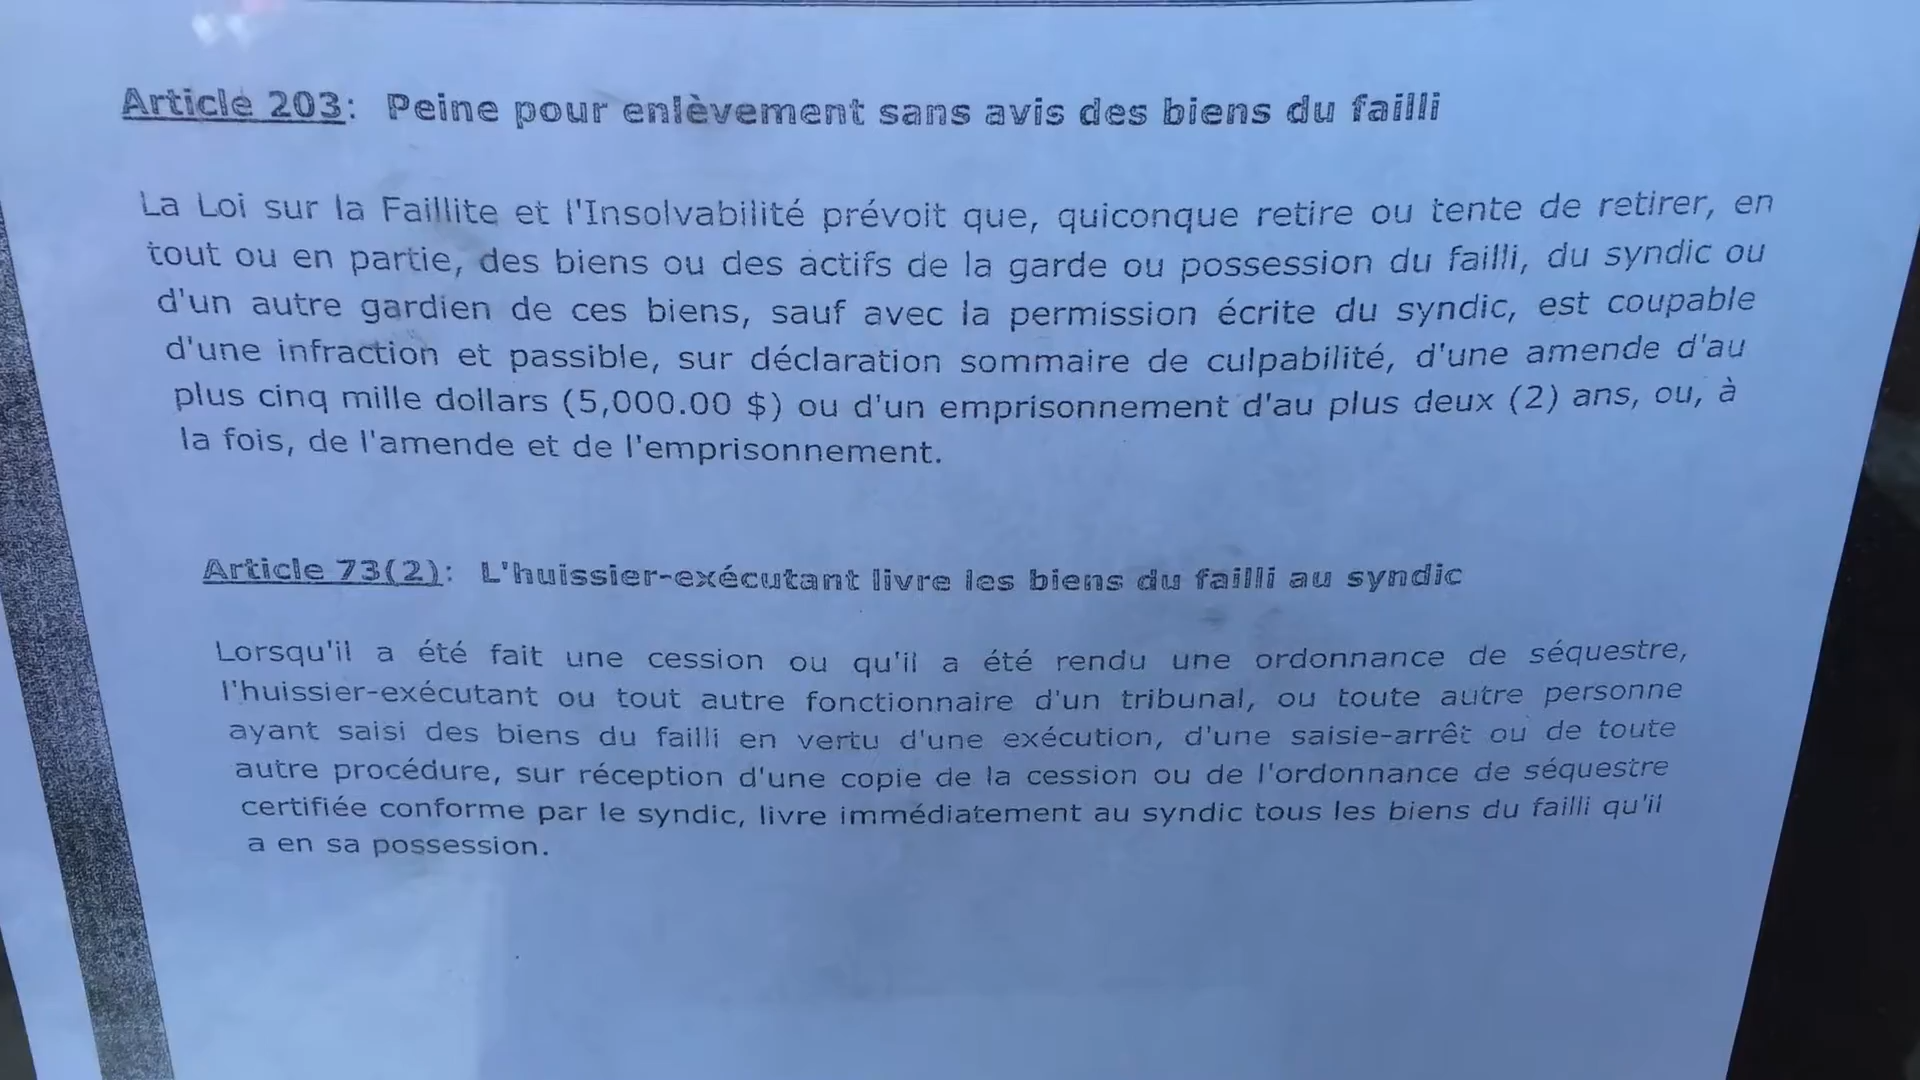 Article 203: Peine pour enlèvement sans avis des biens du failli
La Loi sur la Faillite et l'Insolvabilité prévoit que, quiconque retire ou tente de retirer, en
tout ou en partie, des biens ou des actifs de la garde ou possession du failli, du syndic ou
d'un autre gardien de ces biens, sauf avec la permission écrite du syndic, est coupable
d'une infraction et passible, sur déclaration sommaire de culpabilité, d'une amende d'au
plus cinq mille dollars (5,000.00 $) ou d'un emprisonnement d'au plus deux (2) ans, ou, à
la fois, de l'amende et de l'emprisonnement.
Article 73(2): L'huissier-exécutant livre les biens du failli au syndic
Lorsqu'il a été fait une cession ou qu'il a été rendu une ordonnance de séquestre,
l'huissier-exécutant ou tout autre fonctionnaire d'un tribunal, ou toute autre personne
ayant saisi des biens du failli en vertu d'une exécution, d'une saisie-arrêt ou de toute
autre procédure, sur réception d'une copie de la cession ou de l'ordonnance de séquestre
certifiée conforme par le syndic, livre immédiatement au syndic tous les biens du failli qu'il
a en sa possession.